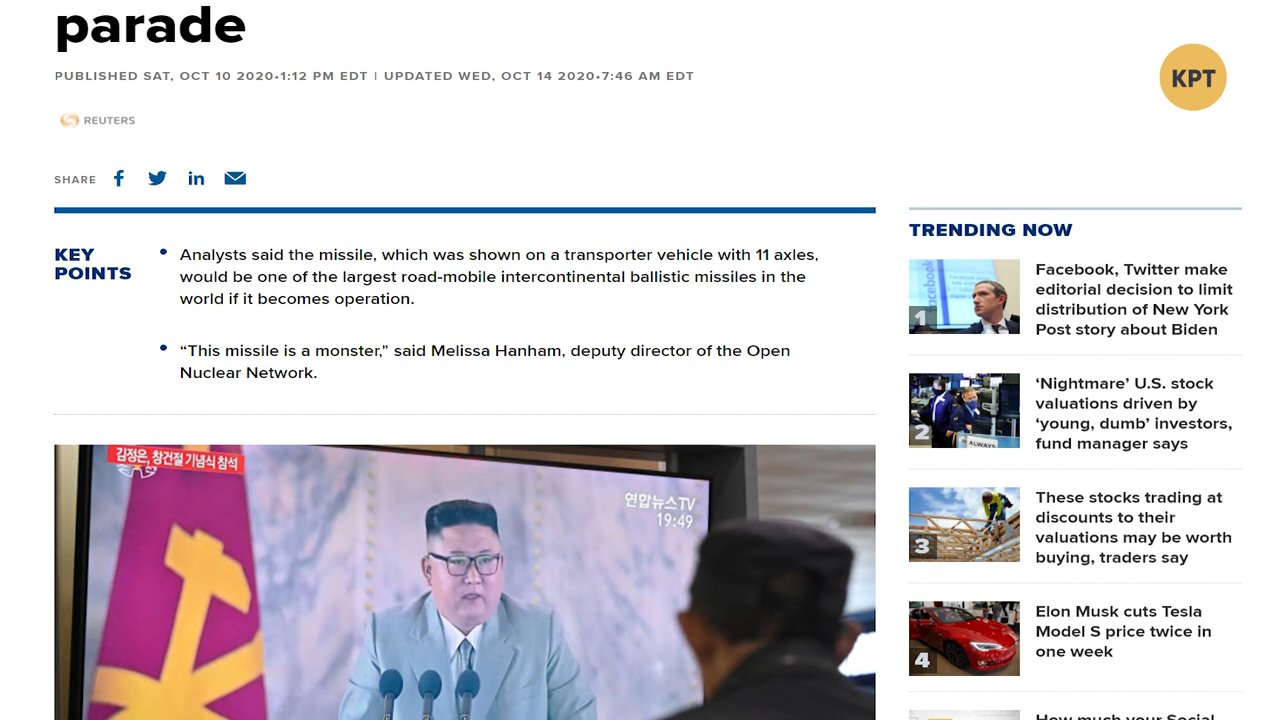 parade
PUBLISHED SAT, OCT 10 2020•1:12 PM EDT | UPDATED WED, OCT 14 2020•7:46 AM EDT
KPT
REUTERS
SHARE
KEY
POINTS
Analysts said the missile, which was shown on a transporter vehicle with 11 axles,
would be one of the largest road-mobile intercontinental ballistic missiles in the
world if it becomes operation.
“This missile is a monster,” said Melissa Hanham, deputy director of the Open
Nuclear Network.
김정은, 창건절 기념식 참석
연합뉴스TV
19:49
TRENDING NOW
1
Facebook, Twitter make
editorial decision to limit
distribution of New York
Post story about Biden
2
ALWAYS
‘Nightmare’ U.S. stock
valuations driven by
‘young, dumb’ investors,
fund manager says
3
These stocks trading at
discounts to their
valuations may be worth
buying, traders say
4
Elon Musk cuts Tesla
Model S price twice in
one week
How much your Social